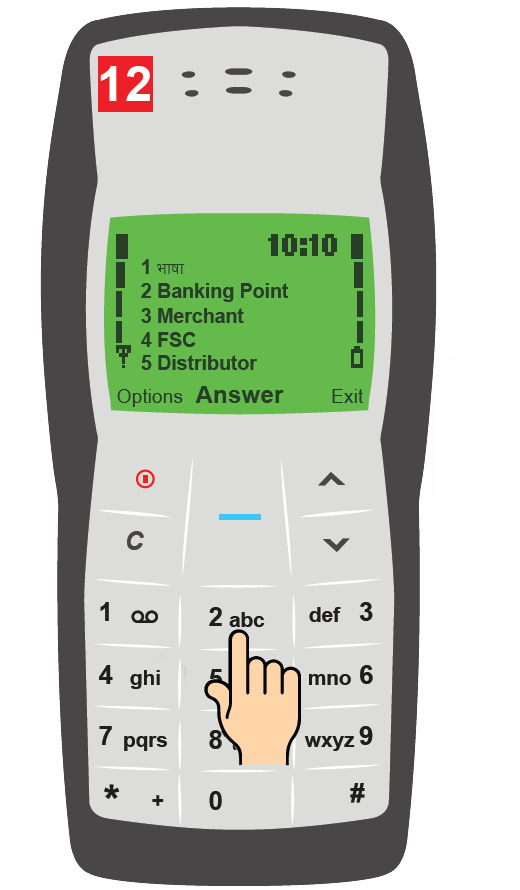 12
10:10
1 भाषा
2 Banking Point
3 Merchant
4 FSC
5 Distributor
Options Answer Exit
C
1
2 abc
def 3
4 ghi
5
mno 6
7 pqrs
8
wxyz 9
* +
0
#